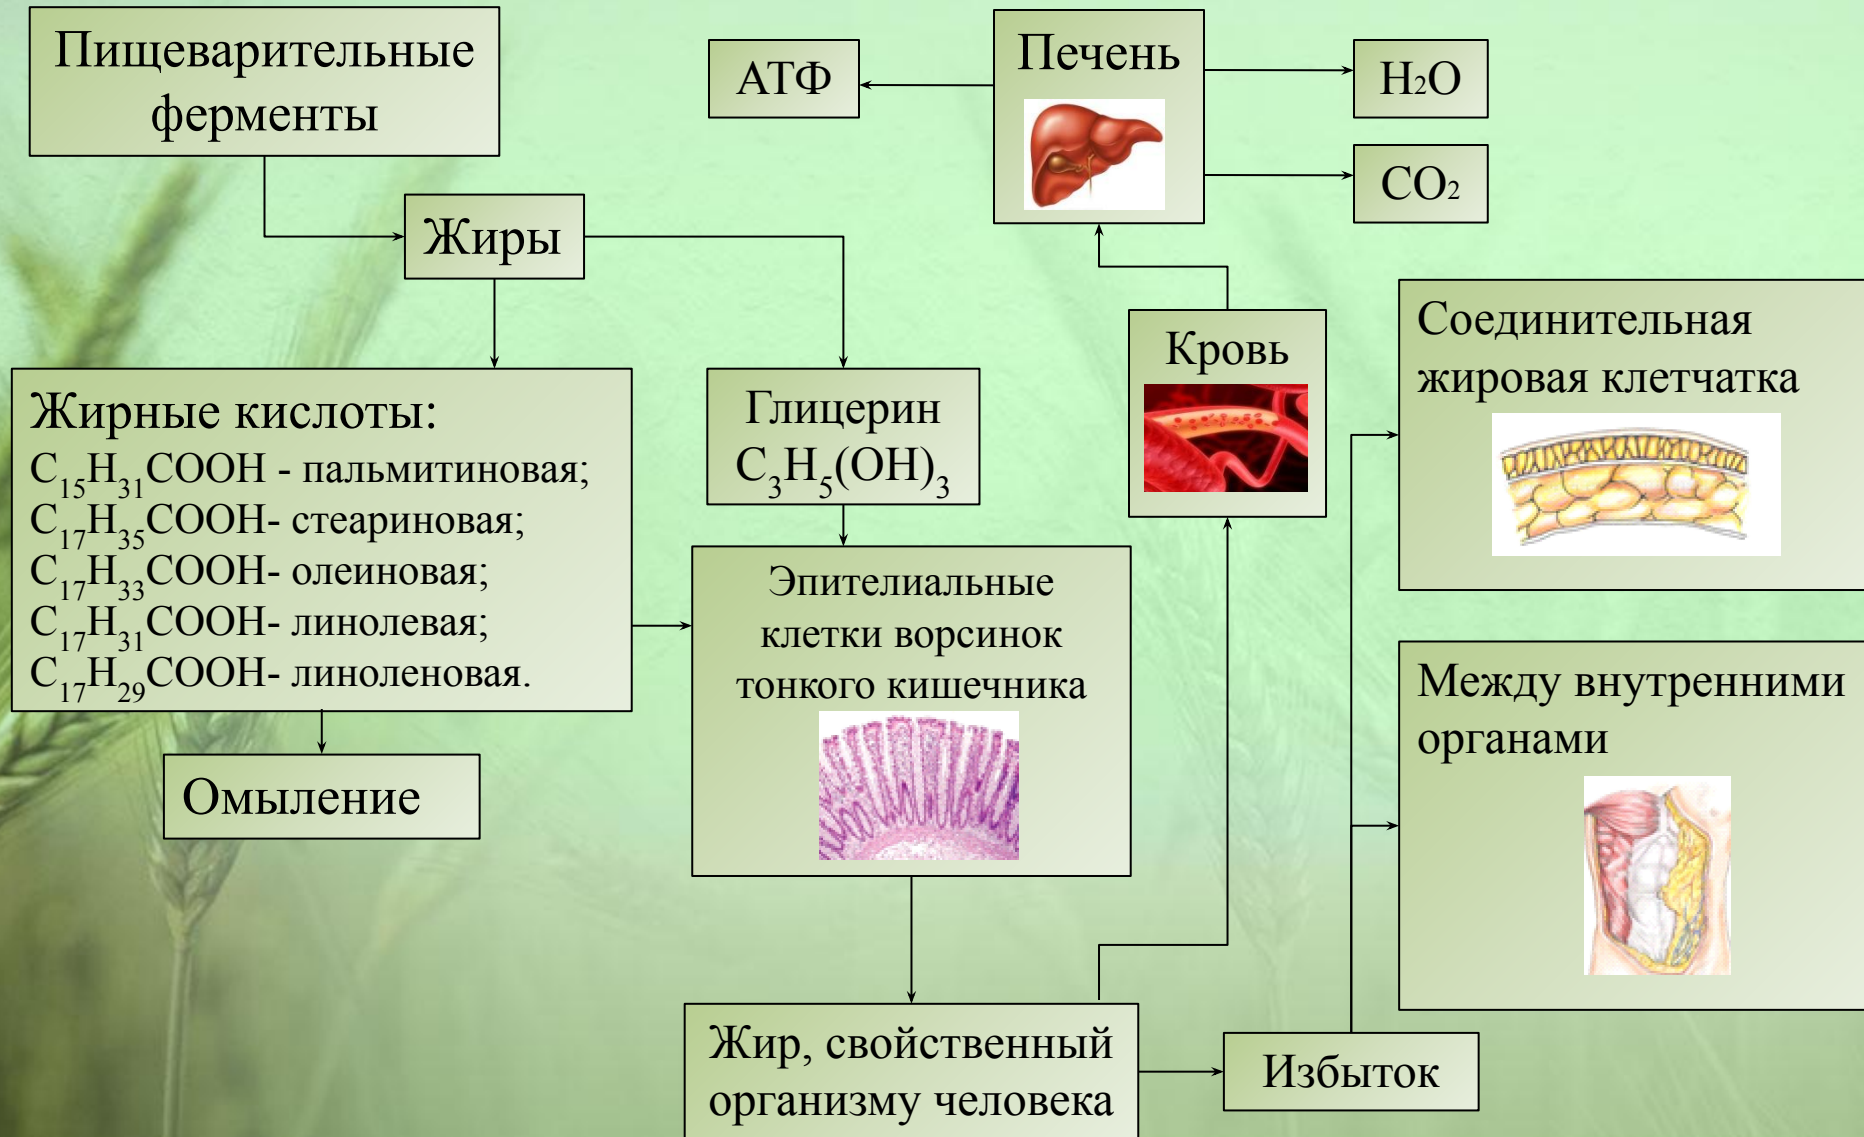 Пищеварительные
ферменты
Жиры
Жирные кислоты:
C₁₅H₃₁COOH - пальмитиновая;
C₁₇H₃₅COOH- стеариновая;
C₁₇H₃₃COOH- олеиновая;
C₁₇H₃₁COOH- линолевая;
C₁₇H₂₉COOH- линоленовая.
Омыление
Глицерин
C₃H₅(OH)₃
Эпителиальные
клетки ворсинок
тонкого кишечника
Жир, свойственный
организму человека
Избыток
АТФ
Печень
H₂O
CO₂
Кровь
Соединительная
жировая клетчатка
Между внутренними
органами